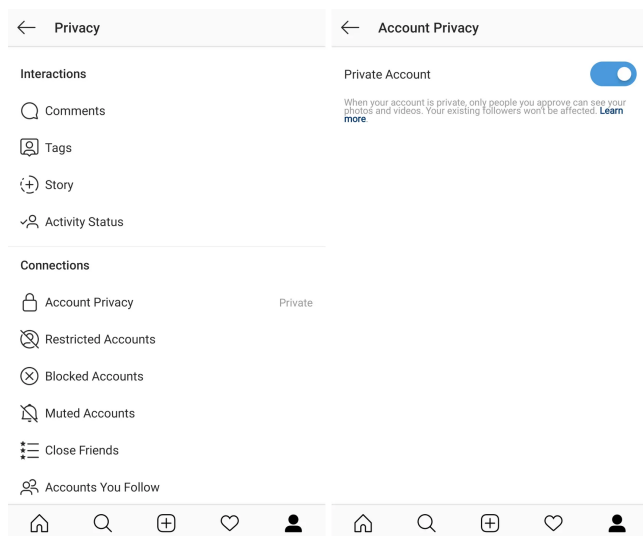 Privacy
Interactions
Comments
Tags
Story
Activity Status
Connections
Account Privacy Private
Restricted Accounts
Blocked Accounts
Muted Accounts
Close Friends
Accounts You Follow
Account Privacy
Private Account
When your account is private, only people you approve can see your
photos and videos. Your existing followers won't be affected. Learn
more.